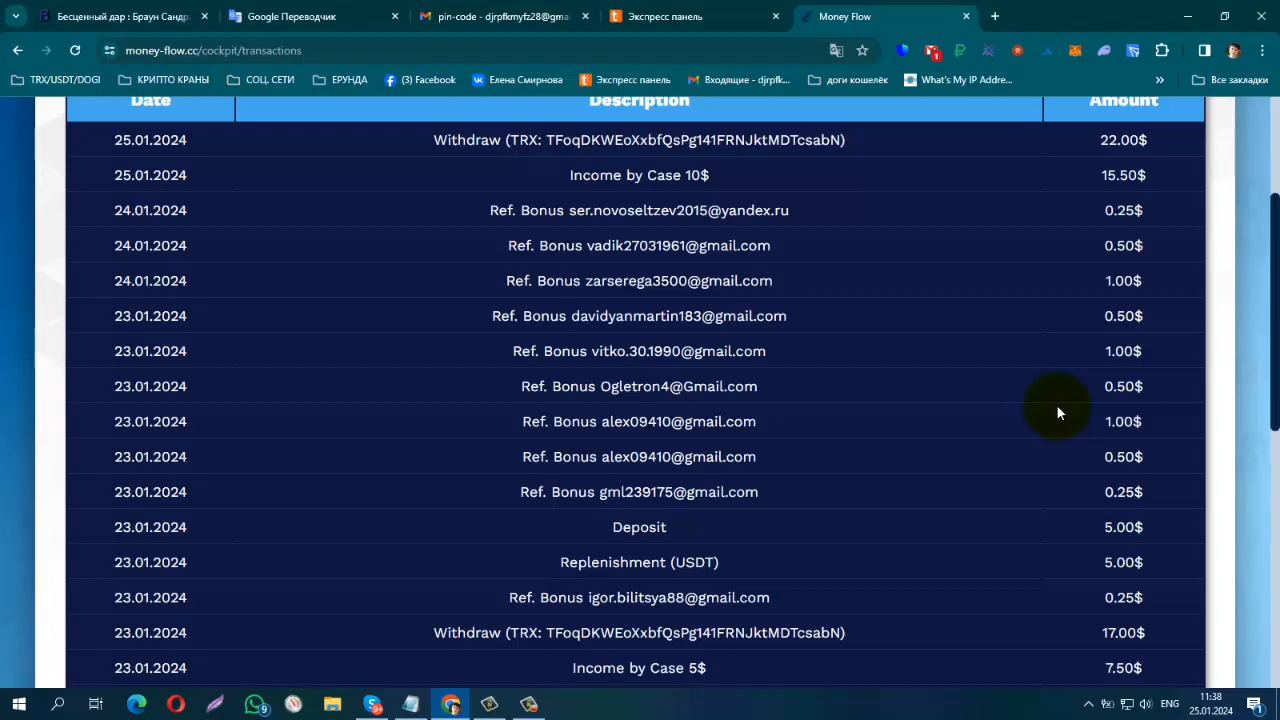 Бесценный дар : Браун Сандр
Google Переводчик
pin-code - djrpfkmyfz28@gmai
Экспресс панель
Money Flow
money-flow.cc/cockpit/transactions
TRX/USDT/DOGI
КРИПТО КРАНЫ
СОЦ. СЕТИ
ЕРУНДА
(3) Facebook
Елена Смирнова
Экспресс панель
Входящие - djrpfk...
доги кошелёк
What's My IP Addre...
Все закладки
Date Description Amount
25.01.2024 Withdraw (TRX: TFoqDKWEoXxbfQsPg141FRNJktMDTcsabN) 22.00$
25.01.2024 Income by Case 10$ 15.50$
24.01.2024 Ref. Bonus ser.novoseltzev2015@yandex.ru 0.25$
24.01.2024 Ref. Bonus vadik27031961@gmail.com 0.50$
24.01.2024 Ref. Bonus zarserega3500@gmail.com 1.00$
23.01.2024 Ref. Bonus davidyanmartin183@gmail.com 0.50$
23.01.2024 Ref. Bonus vitko.30.1990@gmail.com 1.00$
23.01.2024 Ref. Bonus Ogletron4@Gmail.com 0.50$
23.01.2024 Ref. Bonus alex09410@gmail.com 1.00$
23.01.2024 Ref. Bonus alex09410@gmail.com 0.50$
23.01.2024 Ref. Bonus gml239175@gmail.com 0.25$
23.01.2024 Deposit 5.00$
23.01.2024 Replenishment (USDT) 5.00$
23.01.2024 Ref. Bonus igor.bilitsya88@gmail.com 0.25$
23.01.2024 Withdraw (TRX: TFoqDKWEoXxbfQsPg141FRNJktMDTcsabN) 17.00$
23.01.2024 Income by Case 5$ 7.50$
ENG
11:38
25.01.2024